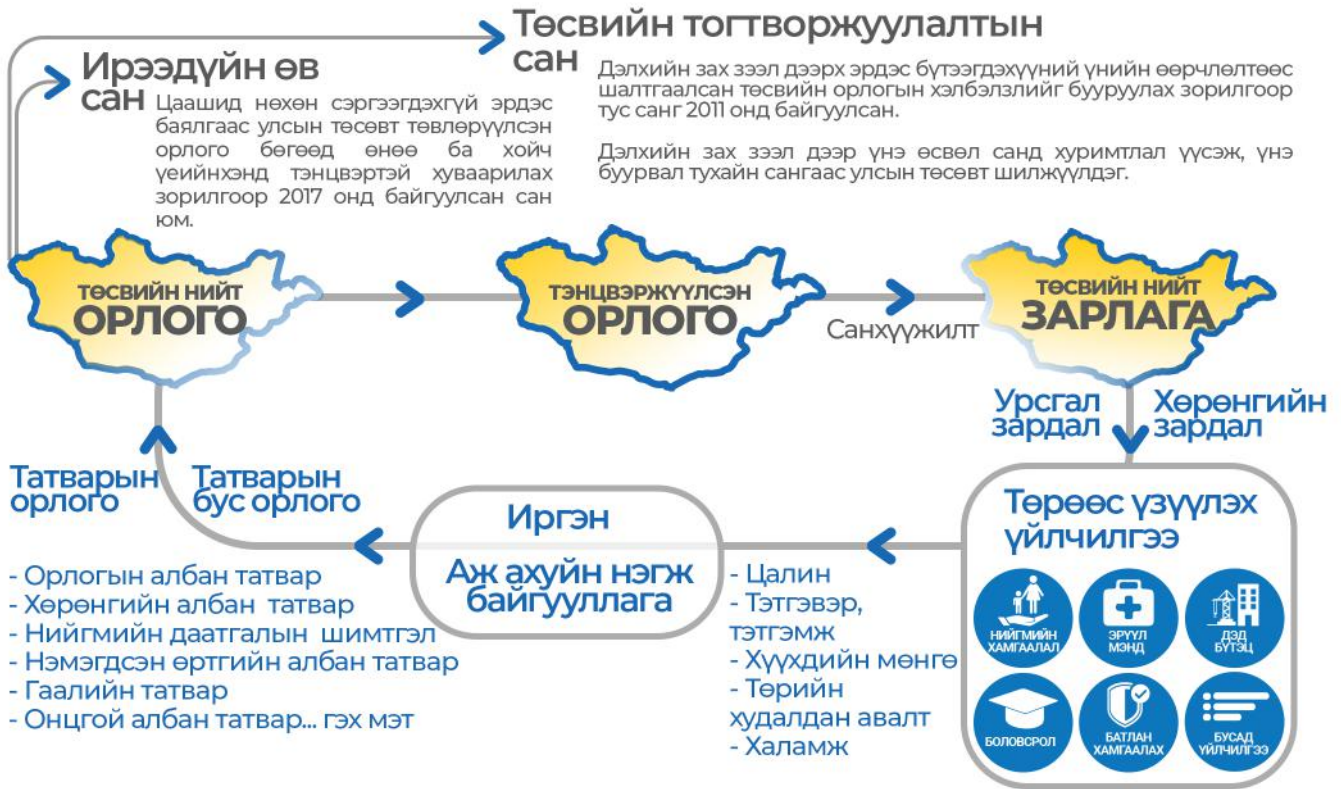 Төсвийн тогтворжуулалтын
сан
Дэлхийн зах зээл дээрх эрдэс бүтээгдэхүүний үнийн өөрчлөлтөөс
шалтгаалсан төсвийн орлогын хэлбэлзлийг бууруулах зорилгоор
тус санг 2011 онд байгуулсан.
Дэлхийн зах зээл дээр үнэ өсвөл санд хуримтлал үүсэж, үнэ
буурвал тухайн сангаас улсын төсөвт шилжүүлдэг.
Ирээдүйн өв
сан
Цаашид нөхөн сэргээгдэхгүй эрдэс
баялгаас улсын төсөвт төвлөрүүлсэн
орлого бөгөөд өнөө ба хойч
үеийнхэнд тэнцвэртэй хуваарилах
зорилгоор 2017 онд байгуулсан сан
юм.
ТӨСВИЙН НИЙТ
ОРЛОГО
ТЭНЦВЭРЖҮҮЛСЭН
ОРЛОГО
Санхүүжилт
ТӨСВИЙН НИЙТ
ЗАРЛАГА
Урсгал
зардал
Хөрөнгийн
зардал
Татварын
орлого
Татварын
бус орлого
- Орлогын албан татвар
- Хөрөнгийн албан татвар
- Нийгмийн даатгалын шимтгэл
- Нэмэгдсэн өртгийн албан татвар
- Гаалийн татвар
- Онцгой албан татвар... гэх мэт
Иргэн
Аж ахуйн нэгж
байгууллага
- Цалин
- Тэтгэвэр,
тэтгэмж
- Хүүхдийн мөнгө
- Төрийн
худалдан авалт
- Халамж
Төрөөс үзүүлэх
үйлчилгээ
НИЙГМИЙН
ХАМГААЛАЛ
ЭРҮҮЛ
МЭНД
ДЭД
БҮТЭЦ
БОЛОВСРОЛ
БАТЛАН
ХАМГААЛАХ
БУСАД
ҮЙЛЧИЛГЭЭ